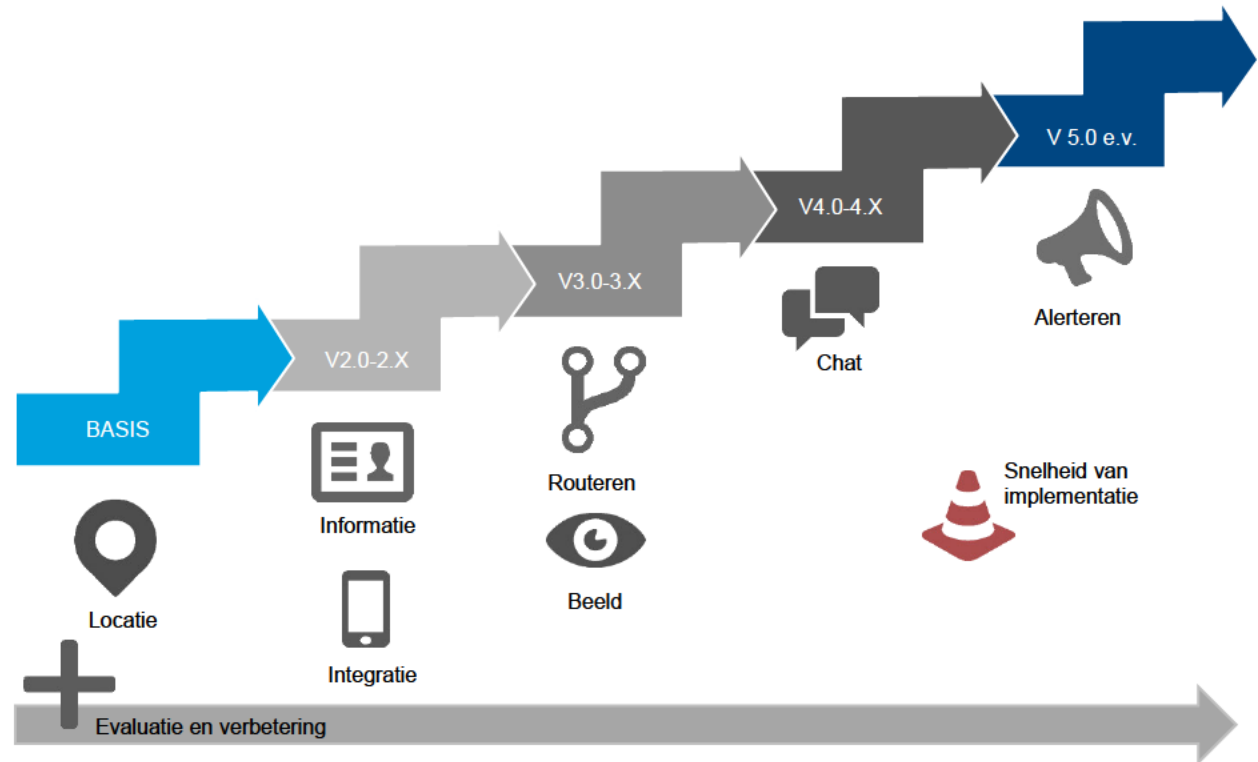 V 5.0 e.v.
V4.0-4.X
V3.0-3.X
V2.0-2.X
BASIS
Alerteren
Chat
Routeren
Beeld
Snelheid van
implementatie
Informatie
Integratie
Locatie
Evaluatie en verbetering